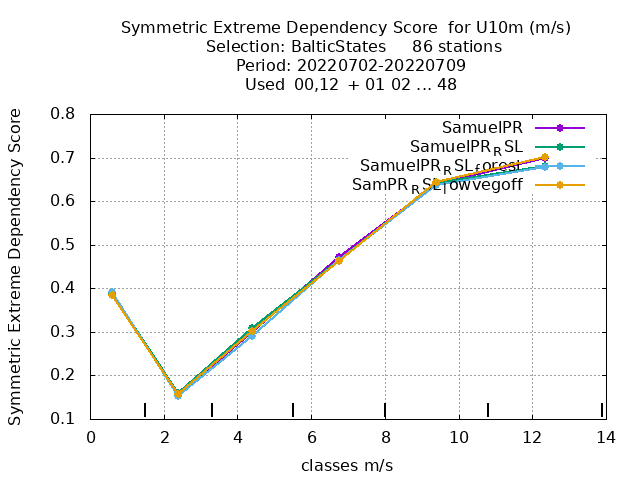 Symmetric Extreme Dependency Score for U10m (m/s)
Selection: BalticStates 86 stations
Period: 20220702-20220709
Used 00,12 + 01 02 ... 48
Symmetric Extreme Dependency Score
0.8
0.7
0.6
0.5
0.4
0.3
0.2
0.1
SamuelPR
SamuelPR_RSL
SamuelPR_RSL_forest
SamPR_RSL_lowvegoff
0 2 4 6 8 10 12 14
classes m/s